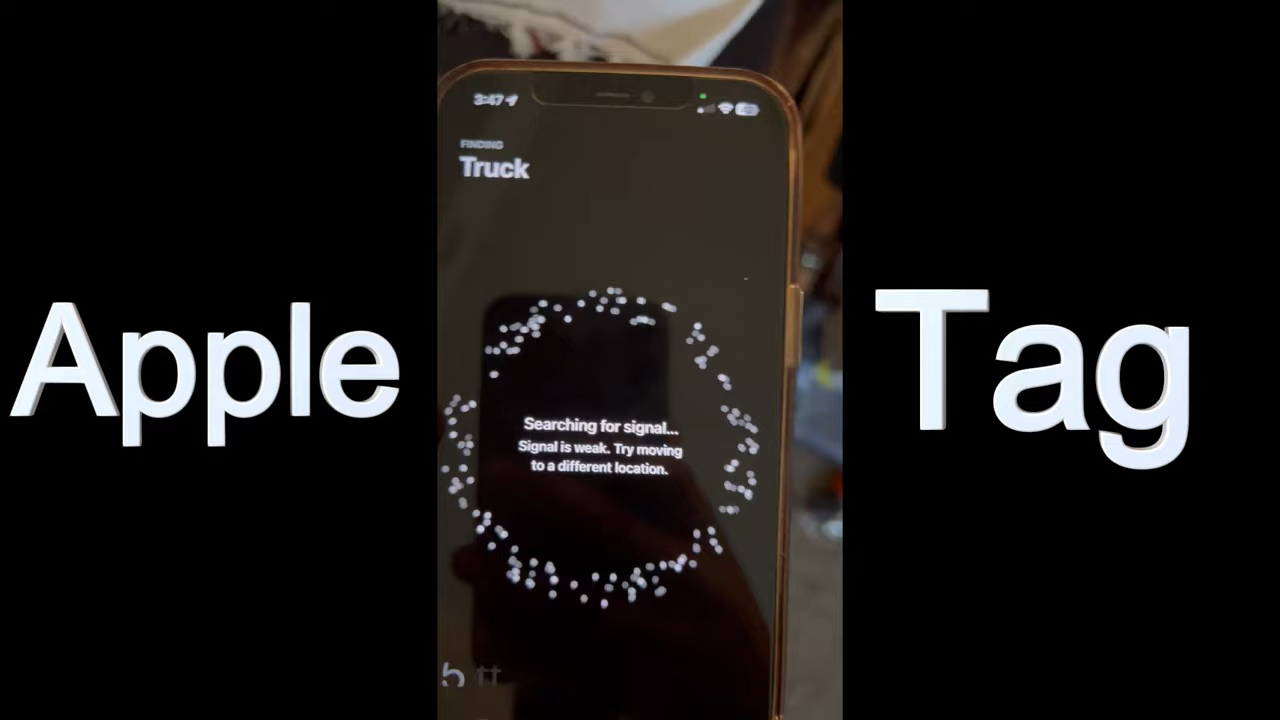 Apple
3:47
FINDING
Truck
Searching for signal...
Signal is weak. Try moving
to a different location.
Tag